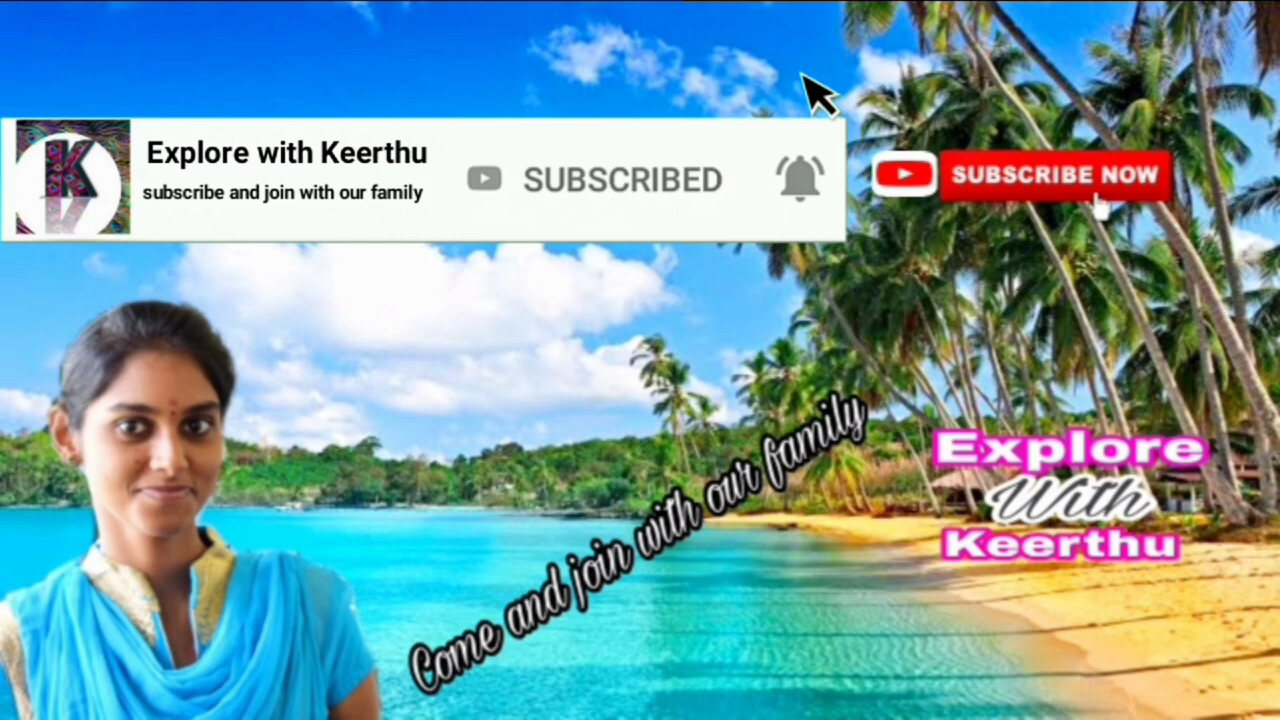 Explore with Keerthu
subscribe and join with our family
SUBSCRIBED
SUBSCRIBE NOW
Come and join with our family
Explore
With
Keerthu
K